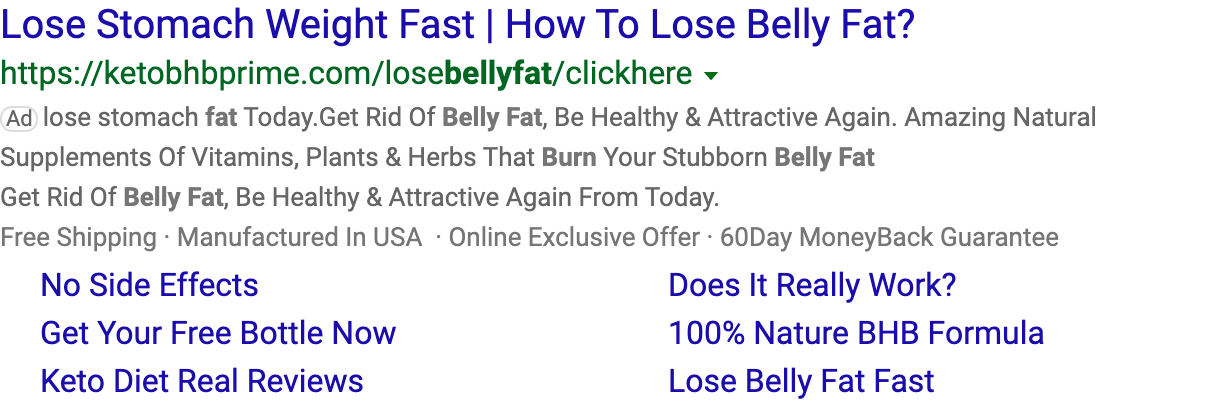 Lose Stomach Weight Fast | How To Lose Belly Fat?
https://ketobhbprime.com/losebellyfat/clickhere
Ad lose stomach fat Today.Get Rid Of Belly Fat, Be Healthy & Attractive Again. Amazing Natural
Supplements Of Vitamins, Plants & Herbs That Burn Your Stubborn Belly Fat
Get Rid Of Belly Fat, Be Healthy & Attractive Again From Today.
Free Shipping · Manufactured In USA · Online Exclusive Offer · 60Day MoneyBack Guarantee
No Side Effects
Does It Really Work?
Get Your Free Bottle Now
100% Nature BHB Formula
Keto Diet Real Reviews
Lose Belly Fat Fast